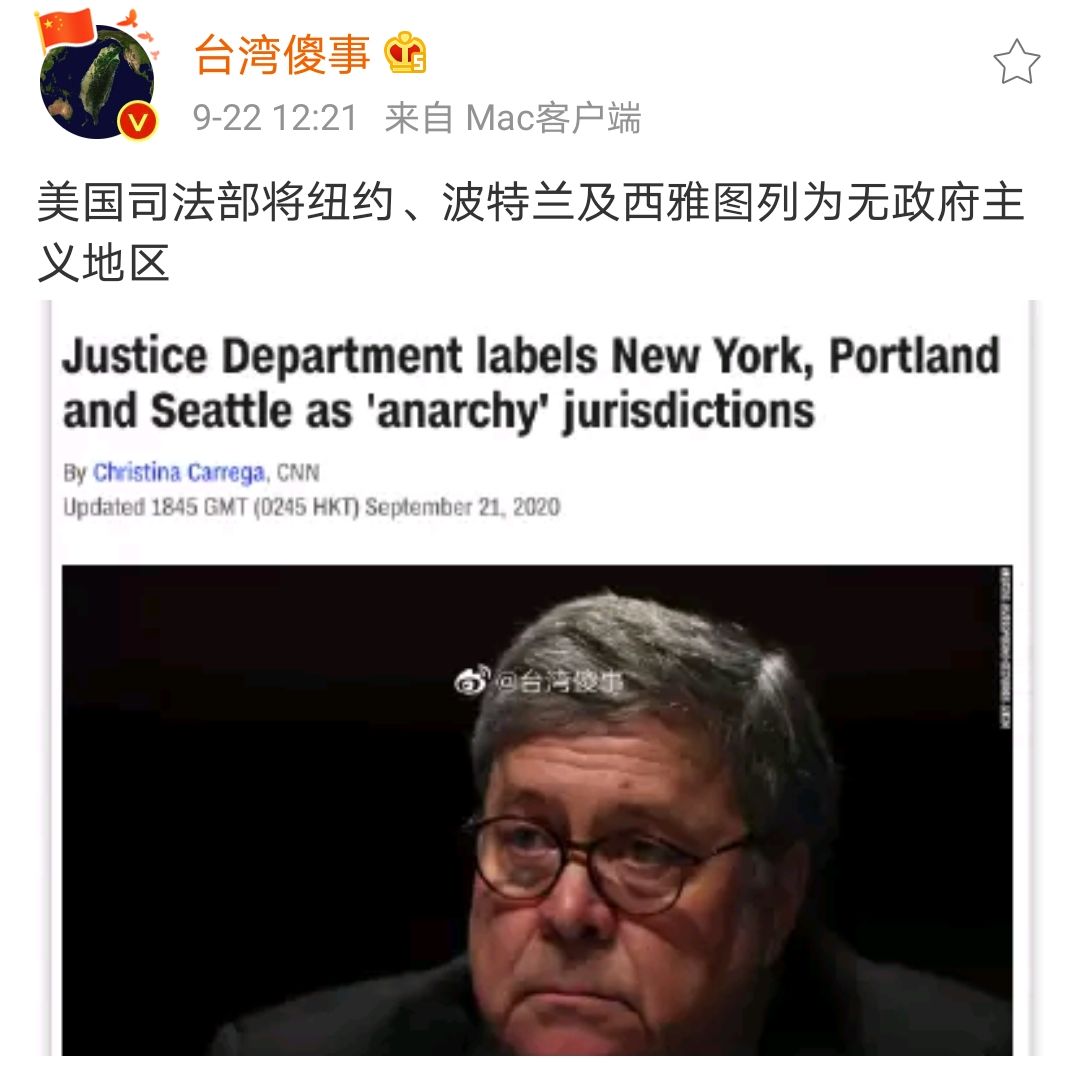 台湾傻事
9-22 12:21 来自 Mac客户端
美国司法部将纽约、波特兰及西雅图列为无政府主
义地区
Justice Department labels New York, Portland
and Seattle as 'anarchy' jurisdictions
By Christina Carrega, CNN
Updated 1845 GMT (0245 HKT) September 21, 2020
@台湾傻事